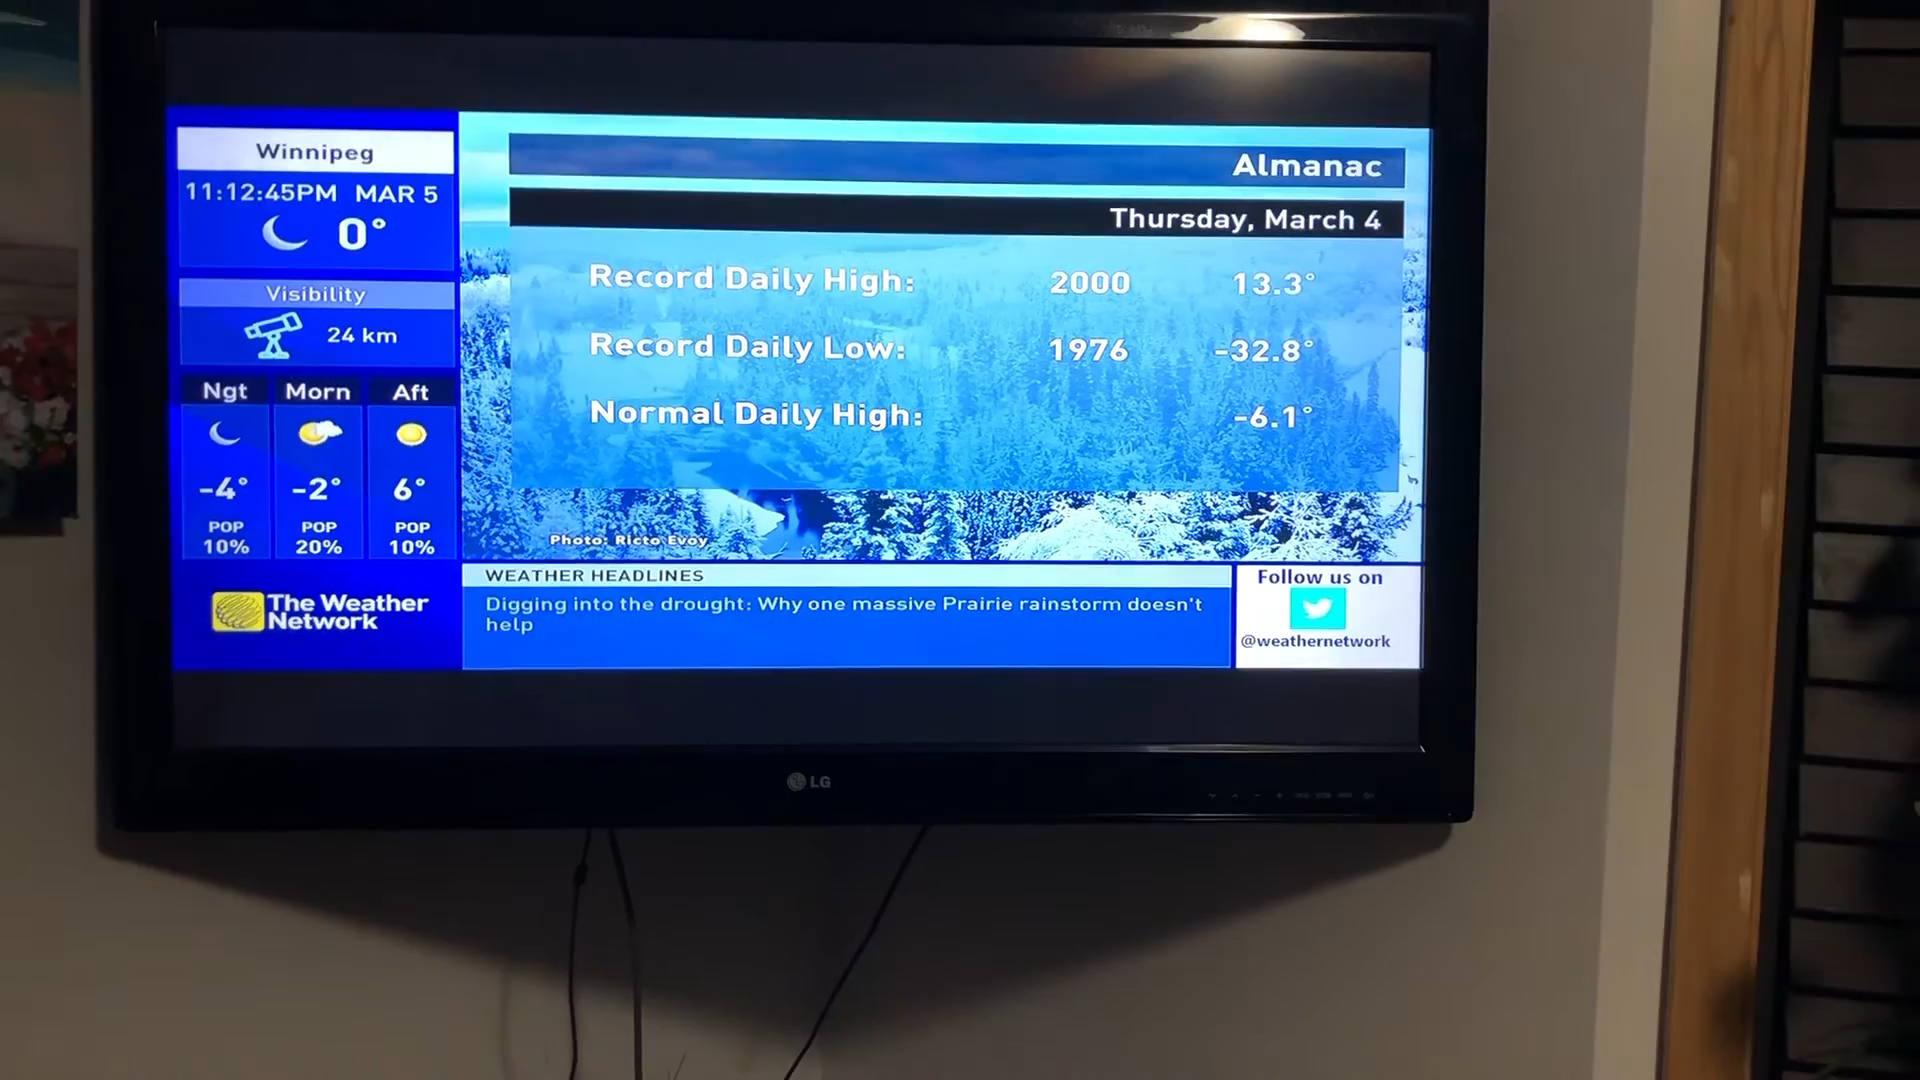 Winnipeg
11:12:45PM MAR 5
0°
Visibility
24 km
Ngt Morn Aft
-4° -2° 6°
POP POP POP
10% 20% 10%
The Weather
Network
Almanac
Thursday, March 4
Record Daily High: 2000 13.3°
Record Daily Low: 1976 -32.8°
Normal Daily High: -6.1°
Photo: Ricto Evoy
WEATHER HEADLINES
Digging into the drought: Why one massive Prairie rainstorm doesn't
help
Follow us on
@weathernetwork
LG